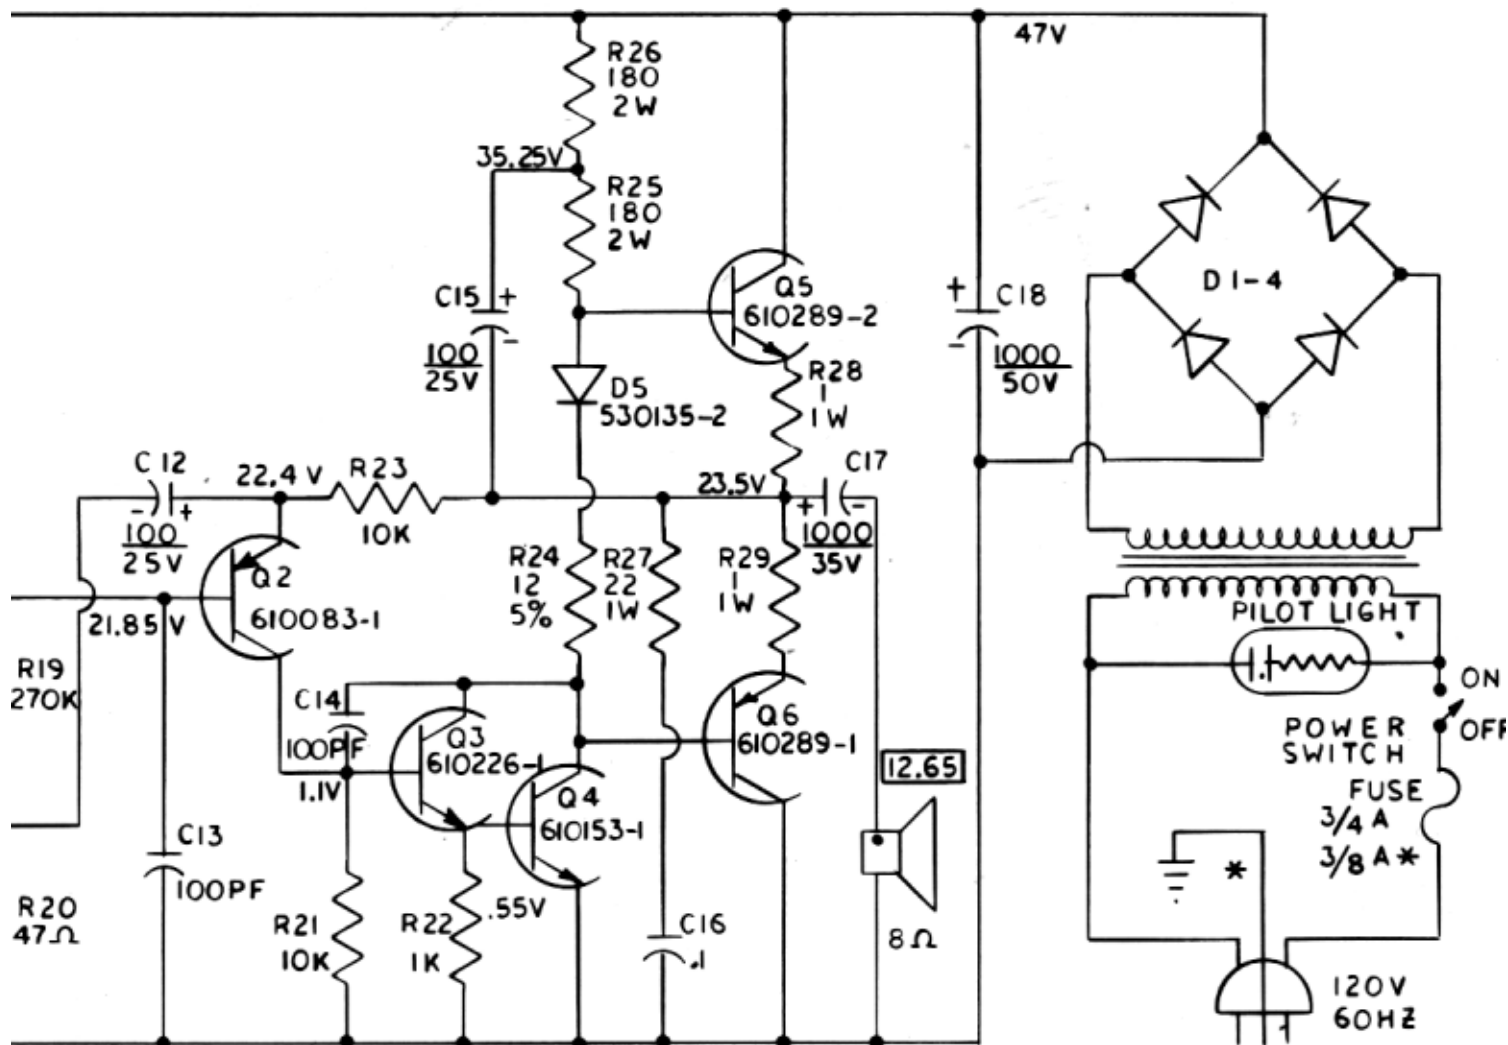 47V
R26
180
2W
35.25V
R25
180
2W
C15 +
-
100
25V
Q5
610289-2
+
-
C18
1000
50V
D1-4
D5
530135-2
R28
1
1W
C12
- +
100
25V
22.4 V
R23
10K
23.5V
C17
+ -
1000
35V
Q2
610083-1
21.85 V
R24
12
5%
R27
22
1W
R29
1
1W
PILOT LIGHT
R19
270K
C14
100PF
Q3
610226-1
1.1V
Q4
610153-1
Q6
610289-1
12.65
ON
OFF
POWER
SWITCH
FUSE
3/4 A
3/8 A *
*
C13
100PF
R20
47Ω
R21
10K
R22
1K
.55V
C16
.1
8Ω
120V
60HZ